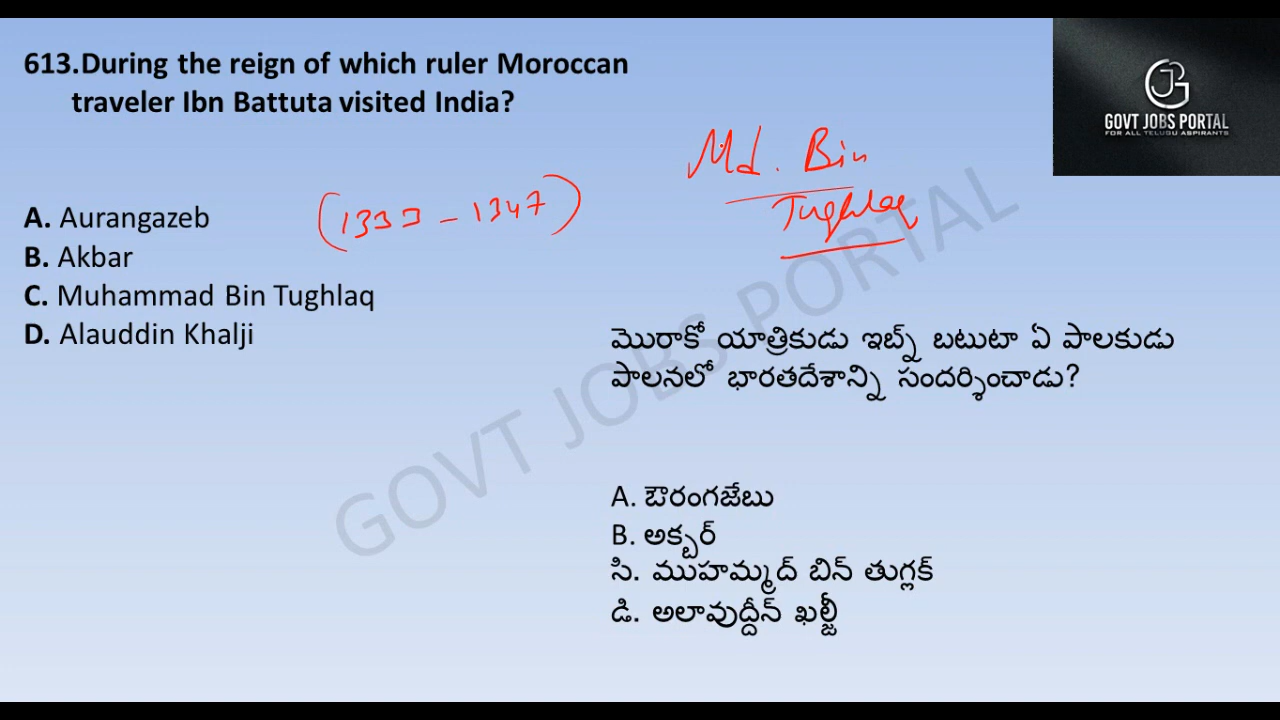 613.During the reign of which ruler Moroccan
traveler Ibn Battuta visited India?
GOVT JOBS PORTAL
FOR ALL TELUGU ASPIRANTS
Md. Bin
Tughlaq
(1333 - 1347)
A. Aurangazeb
B. Akbar
C. Muhammad Bin Tughlaq
D. Alauddin Khalji
GOVT JOBS PORTAL
మొరాకో యాత్రికుడు ఇబ్న్ బటుటా ఏ పాలకుడు
పాలనలో భారతదేశాన్ని సందర్శించాడు?
A. ఔరంగజేబు
B. అక్బర్
సి. ముహమ్మద్ బిన్ తుగ్లక్
డి. అలావుద్దీన్ ఖల్జీ